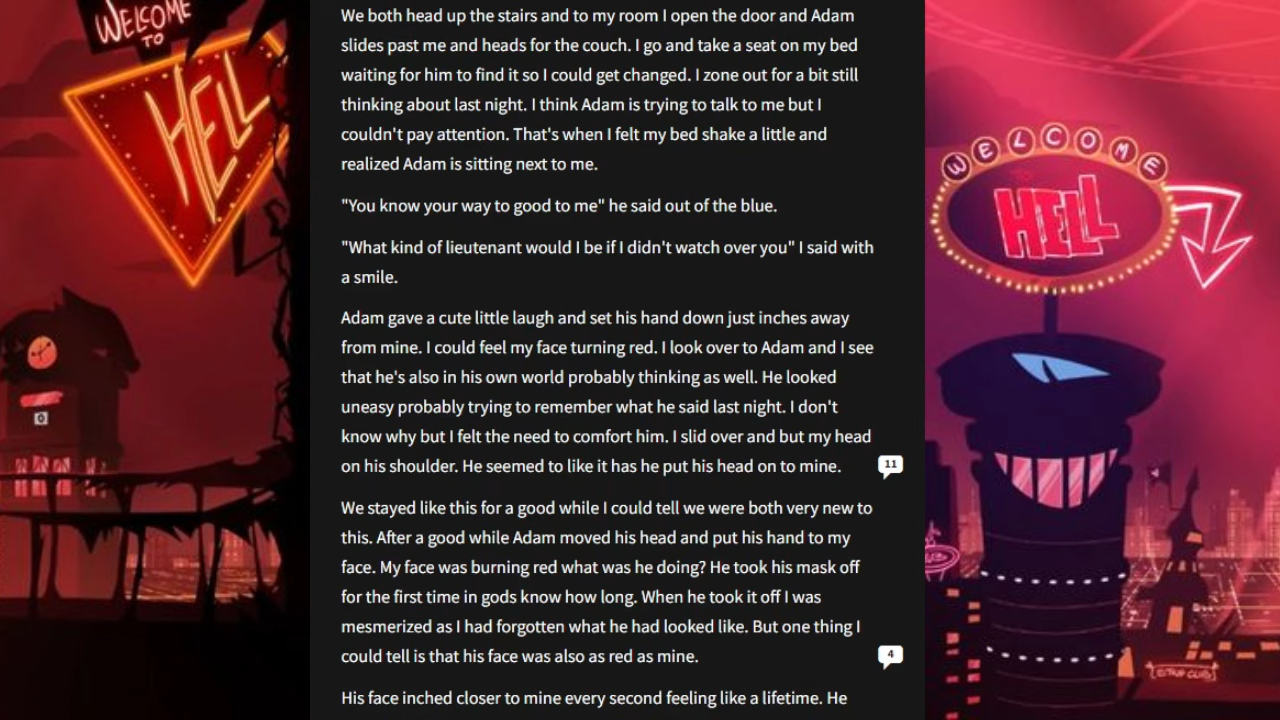 WELCOME
TO
HELL
We both head up the stairs and to my room I open the door and Adam
slides past me and heads for the couch. I go and take a seat on my bed
waiting for him to find it so I could get changed. I zone out for a bit still
thinking about last night. I think Adam is trying to talk to me but I
couldn't pay attention. That's when I felt my bed shake a little and
realized Adam is sitting next to me.
"You know your way to good to me" he said out of the blue.
"What kind of lieutenant would I be if I didn't watch over you" I said with
a smile.
Adam gave a cute little laugh and set his hand down just inches away
from mine. I could feel my face turning red. I look over to Adam and I see
that he's also in his own world probably thinking as well. He looked
uneasy probably trying to remember what he said last night. I don't
know why but I felt the need to comfort him. I slid over and but my head
on his shoulder. He seemed to like it has he put his head on to mine.
11
We stayed like this for a good while I could tell we were both very new to
this. After a good while Adam moved his head and put his hand to my
face. My face was burning red what was he doing? He took his mask off
for the first time in gods know how long. When he took it off I was
mesmerized as I had forgotten what he had looked like. But one thing I
could tell is that his face was also as red as mine.
4
His face inched closer to mine every second feeling like a lifetime. He
WELCOME
HELL